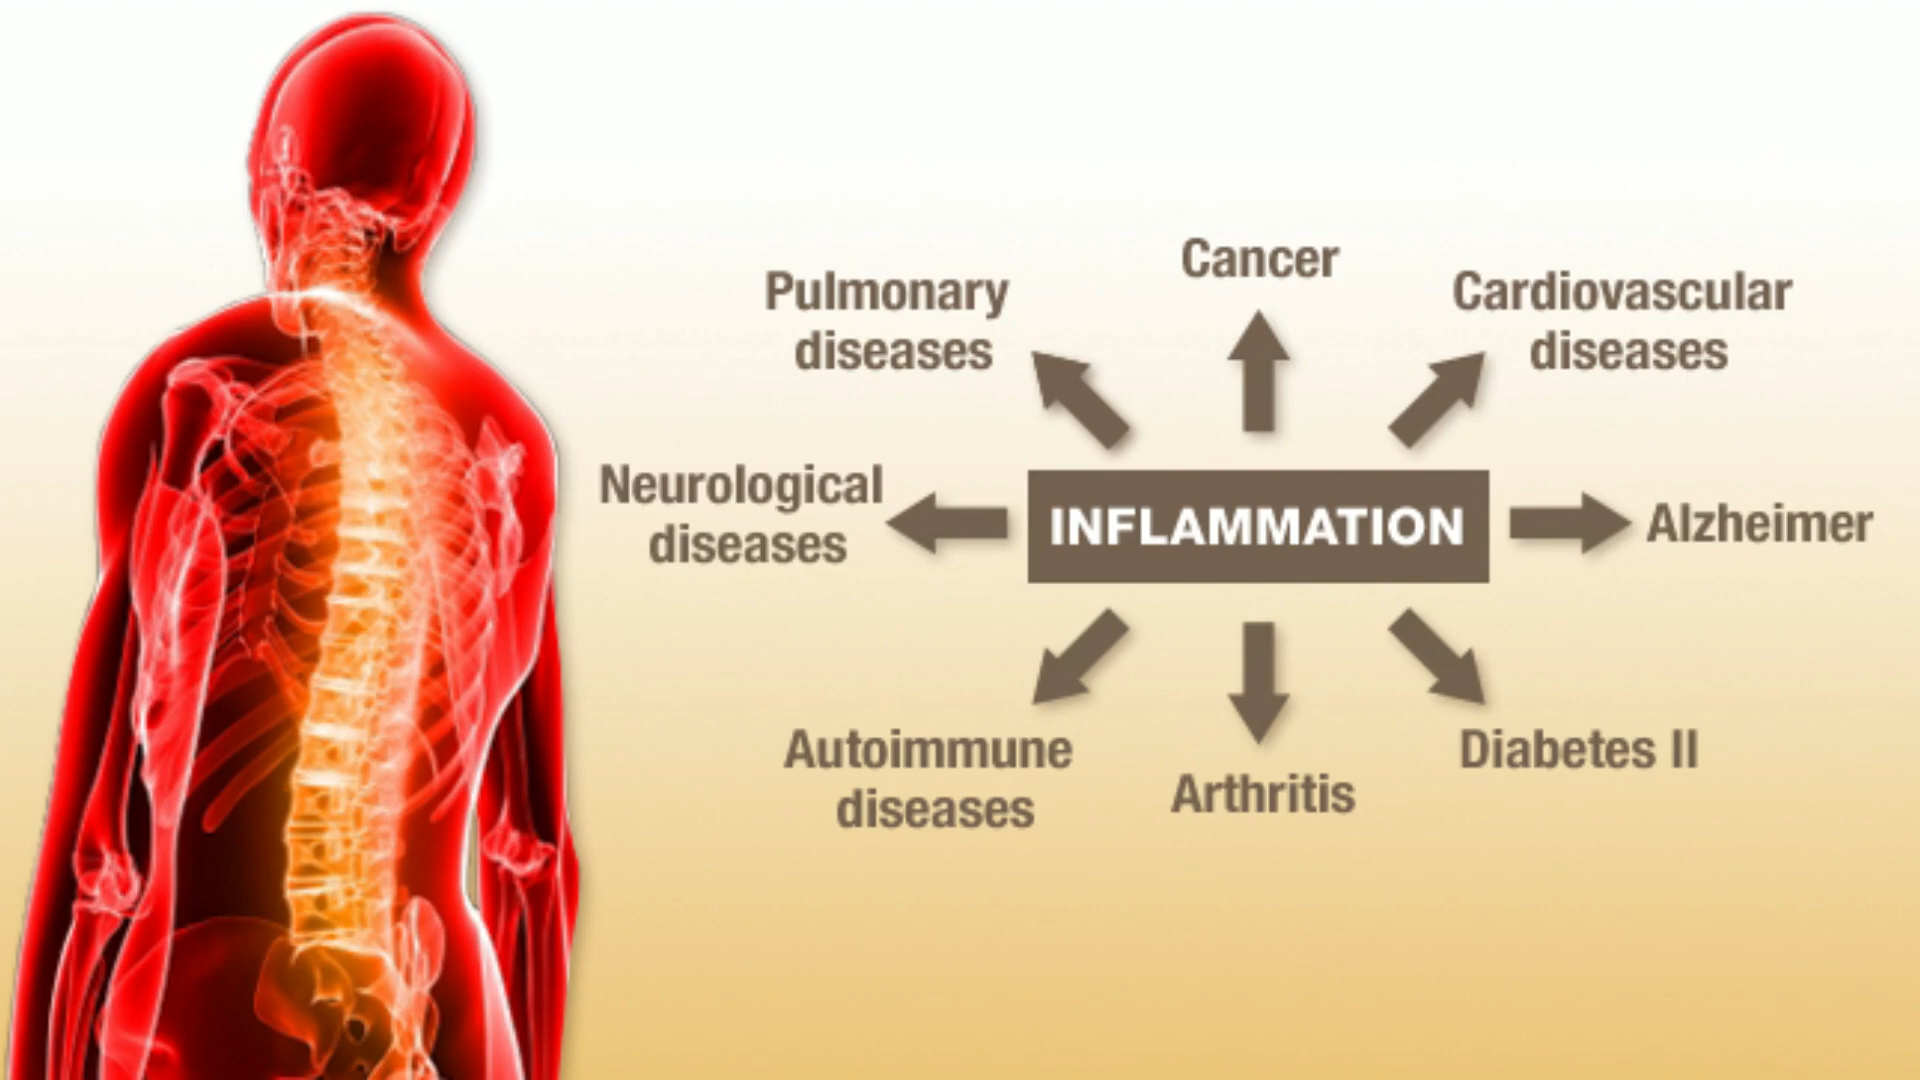 Cancer
Pulmonary
diseases
Cardiovascular
diseases
Neurological
diseases
INFLAMMATION
Alzheimer
Autoimmune
diseases
Arthritis
Diabetes II